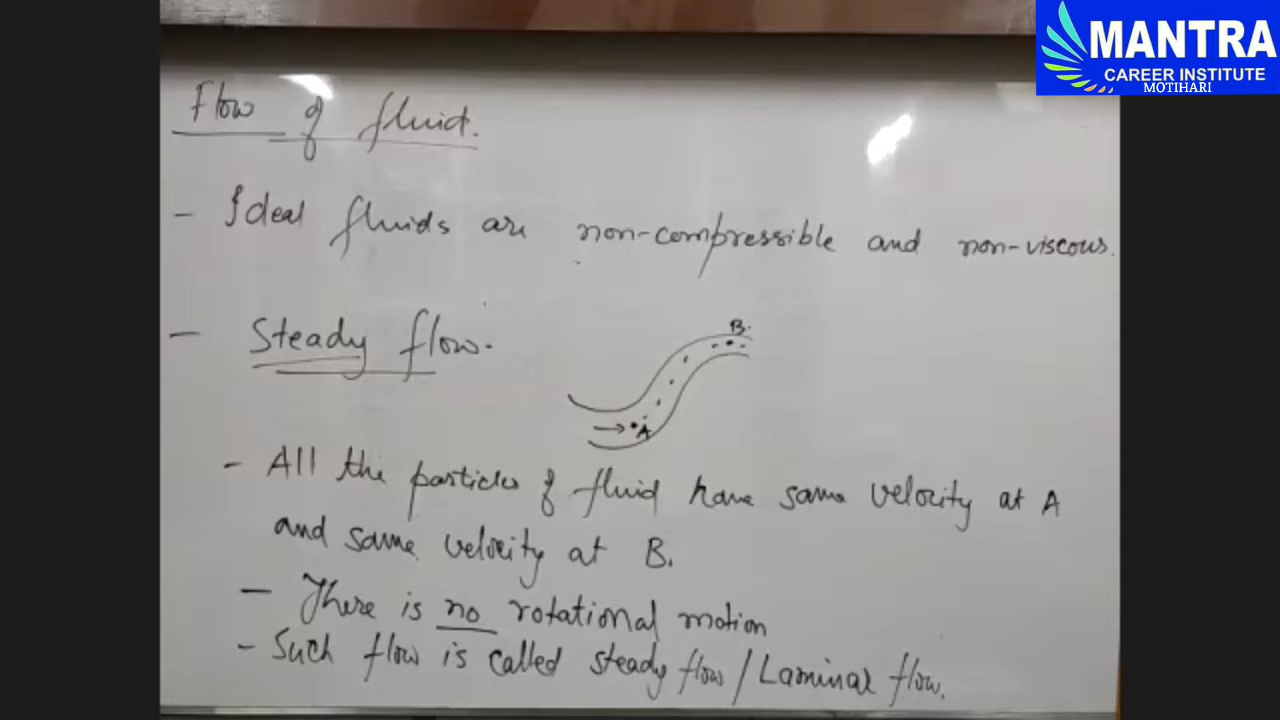 MANTRA
CAREER INSTITUTE
MOTIHARI
Flow of fluid.
- Ideal fluids are non-compressible and non-viscous.
- Steady flow.
B.
→ A
- All the particles of fluid have same velocity at A
and same velocity at B.
- There is no rotational motion
- Such flow is called steady flow / Laminar flow.